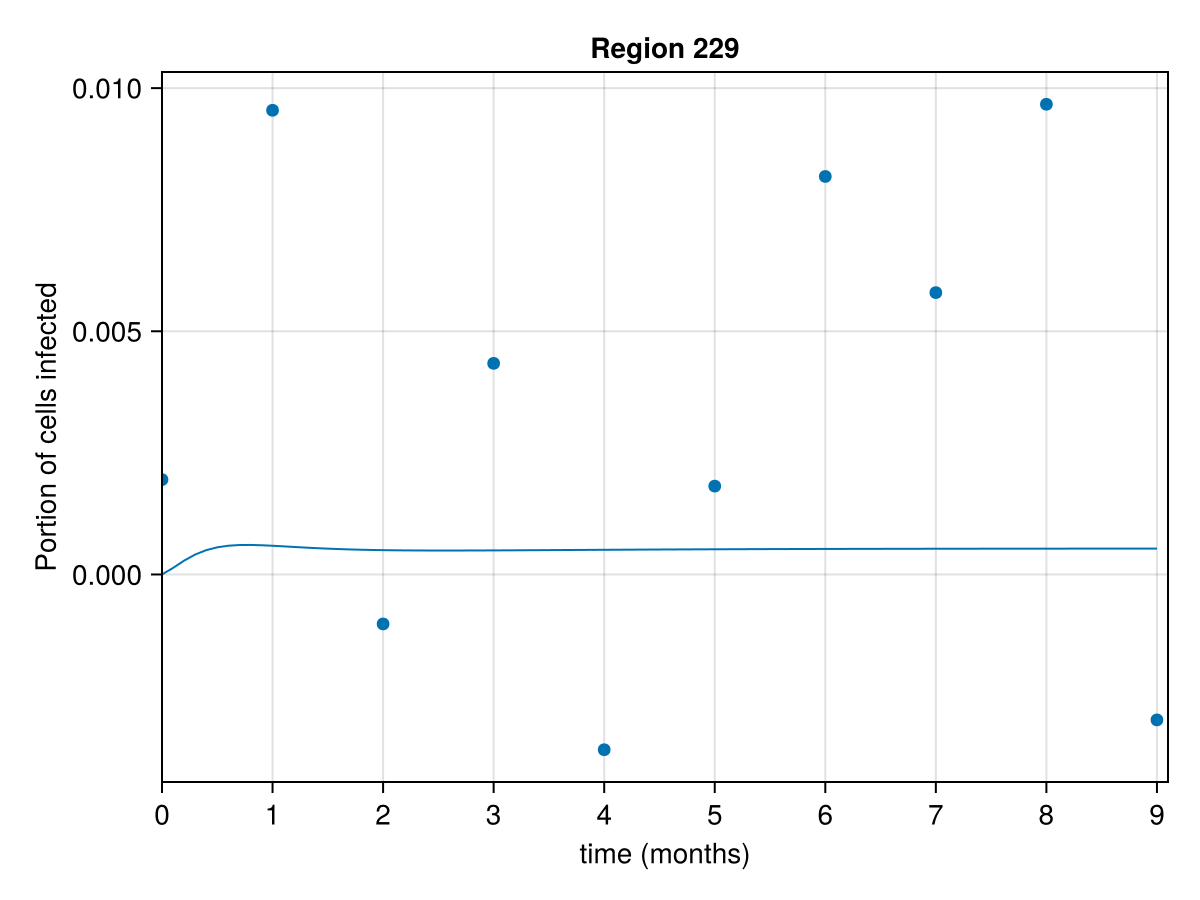 Region 229
0.010
0.005
0.000
Portion of cells infected
0 1 2 3 4 5 6 7 8 9
time (months)